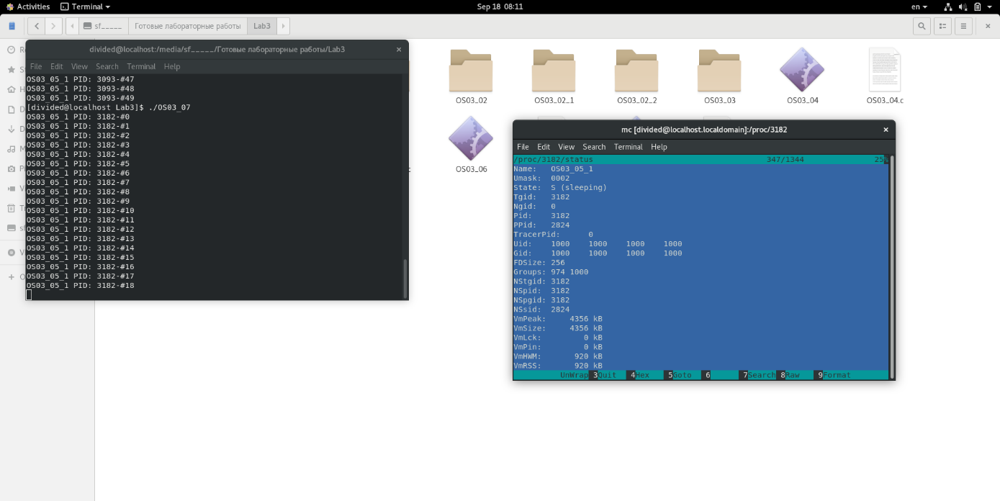 Activities Terminal Sep 18 08:11 en
sf_____ Готовые лабораторные работы Lab3
divided@localhost:/media/sf_____/Готовые лабораторные работы/Lab3
File Edit View Search Terminal Help
OS03_05_1 PID: 3093-#47
OS03_05_1 PID: 3093-#48
OS03_05_1 PID: 3093-#49
[divided@localhost Lab3]$ ./OS03_07
OS03_05_1 PID: 3182-#0
OS03_05_1 PID: 3182-#1
OS03_05_1 PID: 3182-#2
OS03_05_1 PID: 3182-#3
OS03_05_1 PID: 3182-#4
OS03_05_1 PID: 3182-#5
OS03_05_1 PID: 3182-#6
OS03_05_1 PID: 3182-#7
OS03_05_1 PID: 3182-#8
OS03_05_1 PID: 3182-#9
OS03_05_1 PID: 3182-#10
OS03_05_1 PID: 3182-#11
OS03_05_1 PID: 3182-#12
OS03_05_1 PID: 3182-#13
OS03_05_1 PID: 3182-#14
OS03_05_1 PID: 3182-#15
OS03_05_1 PID: 3182-#16
OS03_05_1 PID: 3182-#17
OS03_05_1 PID: 3182-#18
OS03_02 OS03_02_1 OS03_02_2 OS03_03 OS03_04 OS03_04.c
OS03_06
mc [divided@localhost.localdomain]:/proc/3182
File Edit View Search Terminal Help
/proc/3182/status 347/1344 25%
Name: OS03_05_1
Umask: 0002
State: S (sleeping)
Tgid: 3182
Ngid: 0
Pid: 3182
PPid: 2824
TracerPid: 0
Uid: 1000 1000 1000 1000
Gid: 1000 1000 1000 1000
FDSize: 256
Groups: 974 1000
NStgid: 3182
NSpid: 3182
NSpgid: 3182
NSsid: 2824
VmPeak: 4356 kB
VmSize: 4356 kB
VmLck: 0 kB
VmPin: 0 kB
VmHWM: 920 kB
VmRSS: 920 kB
UnWrap 3Quit 4Hex 5Goto 6 7Search 8Raw 9Format